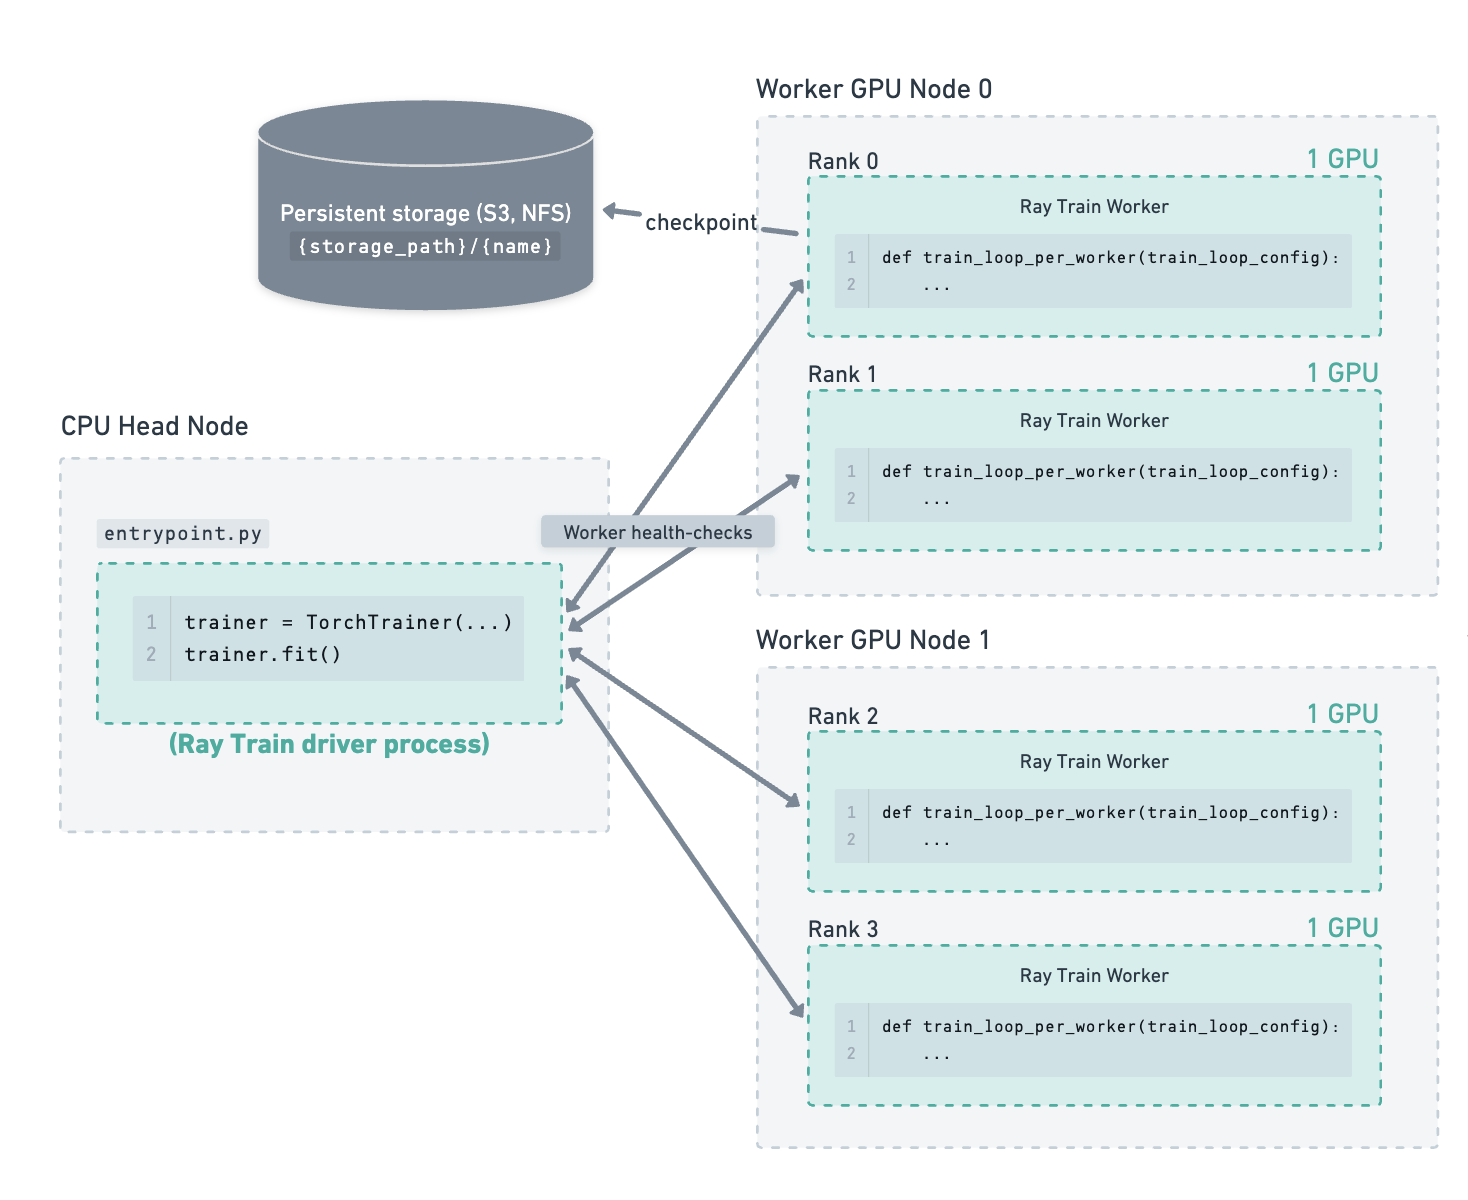 Persistent storage (S3, NFS)
{storage_path}/{name}
checkpoint
CPU Head Node
entrypoint.py
1 trainer = TorchTrainer(...)
2 trainer.fit()
(Ray Train driver process)
Worker health-checks
Worker GPU Node 0
Rank 0 1 GPU
Ray Train Worker
1 def train_loop_per_worker(train_loop_config):
2 ...
Rank 1 1 GPU
Ray Train Worker
1 def train_loop_per_worker(train_loop_config):
2 ...
Worker GPU Node 1
Rank 2 1 GPU
Ray Train Worker
1 def train_loop_per_worker(train_loop_config):
2 ...
Rank 3 1 GPU
Ray Train Worker
1 def train_loop_per_worker(train_loop_config):
2 ...